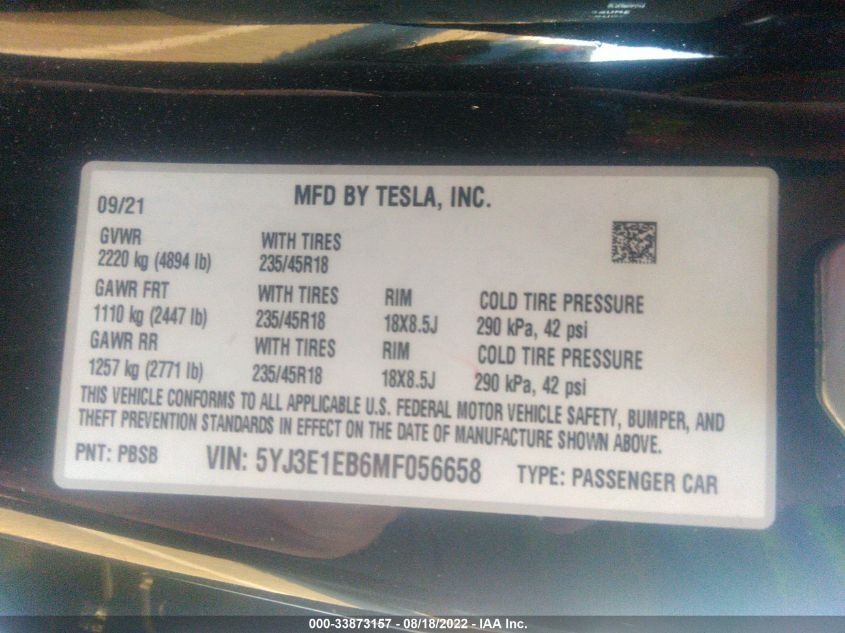 MFD BY TESLA, INC.
09/21
GVWR WITH TIRES
2220 kg (4894 lb) 235/45R18
GAWR FRT WITH TIRES RIM COLD TIRE PRESSURE
1110 kg (2447 lb) 235/45R18 18X8.5J 290 kPa, 42 psi
GAWR RR WITH TIRES RIM COLD TIRE PRESSURE
1257 kg (2771 lb) 235/45R18 18X8.5J 290 kPa, 42 psi
THIS VEHICLE CONFORMS TO ALL APPLICABLE U.S. FEDERAL MOTOR VEHICLE SAFETY, BUMPER, AND
THEFT PREVENTION STANDARDS IN EFFECT ON THE DATE OF MANUFACTURE SHOWN ABOVE.
PNT: PBSB VIN: 5YJ3E1EB6MF056658 TYPE: PASSENGER CAR
000-33873157 - 08/18/2022 - IAA Inc.